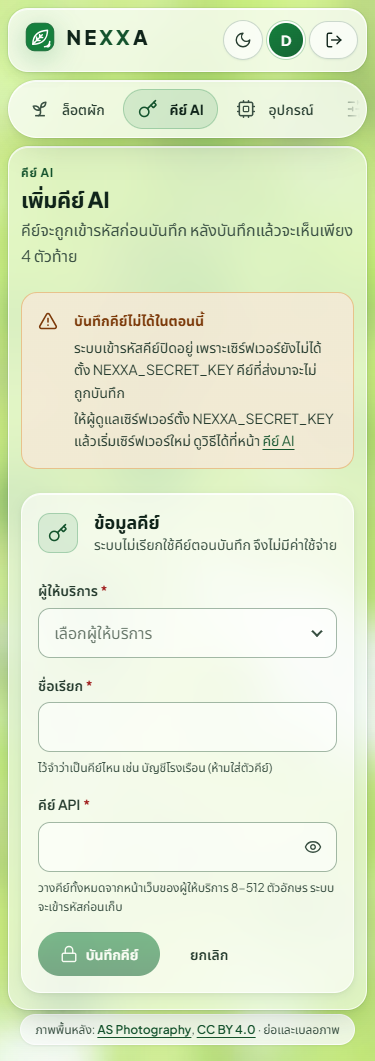 NEXXA
D
ล็อตผัก
คีย์ AI
อุปกรณ์
คีย์ AI
เพิ่มคีย์ AI
คีย์จะถูกเข้ารหัสก่อนบันทึก หลังบันทึกแล้วจะเห็นเพียง
4 ตัวท้าย
บันทึกคีย์ไม่ได้ในตอนนี้
ระบบเข้ารหัสคีย์ปิดอยู่ เพราะเซิร์ฟเวอร์ยังไม่ได้
ตั้ง NEXXA_SECRET_KEY คีย์ที่ส่งมาจะไม่
ถูกบันทึก
ให้ผู้ดูแลเซิร์ฟเวอร์ตั้ง NEXXA_SECRET_KEY
แล้วเริ่มเซิร์ฟเวอร์ใหม่ ดูวิธีได้ที่หน้า คีย์ AI
ข้อมูลคีย์
ระบบไม่เรียกใช้คีย์ตอนบันทึก จึงไม่มีค่าใช้จ่าย
ผู้ให้บริการ *
เลือกผู้ให้บริการ
ชื่อเรียก *
ไว้จำว่าเป็นคีย์ไหน เช่น บัญชีโรงเรือน (ห้ามใส่ตัวคีย์)
คีย์ API *
วางคีย์ทั้งหมดจากหน้าเว็บของผู้ให้บริการ 8–512 ตัวอักษร ระบบ
จะเข้ารหัสก่อนเก็บ
บันทึกคีย์
ยกเลิก
ภาพพื้นหลัง: AS Photography, CC BY 4.0 · ย่อและเบลอภาพ